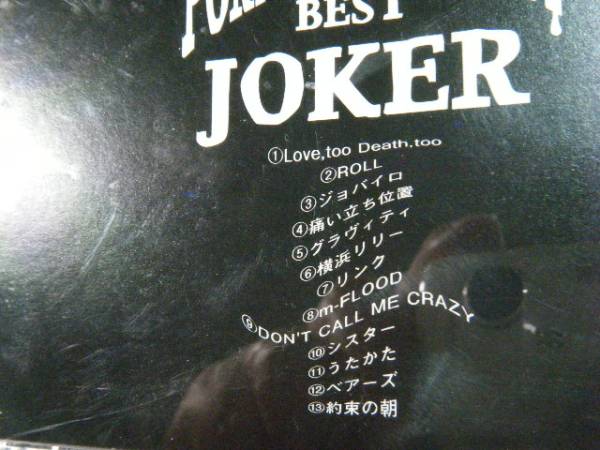 BEST
JOKER
①Love,too Death,too
②ROLL
③ジョバイロ
④痛い立ち位置
⑤グラヴィティ
⑥横浜リリー
⑦リンク
⑧m-FLOOD
⑨DON'T CALL ME CRAZY
⑩シスター
⑪うたかた
⑫ベアーズ
⑬約束の朝